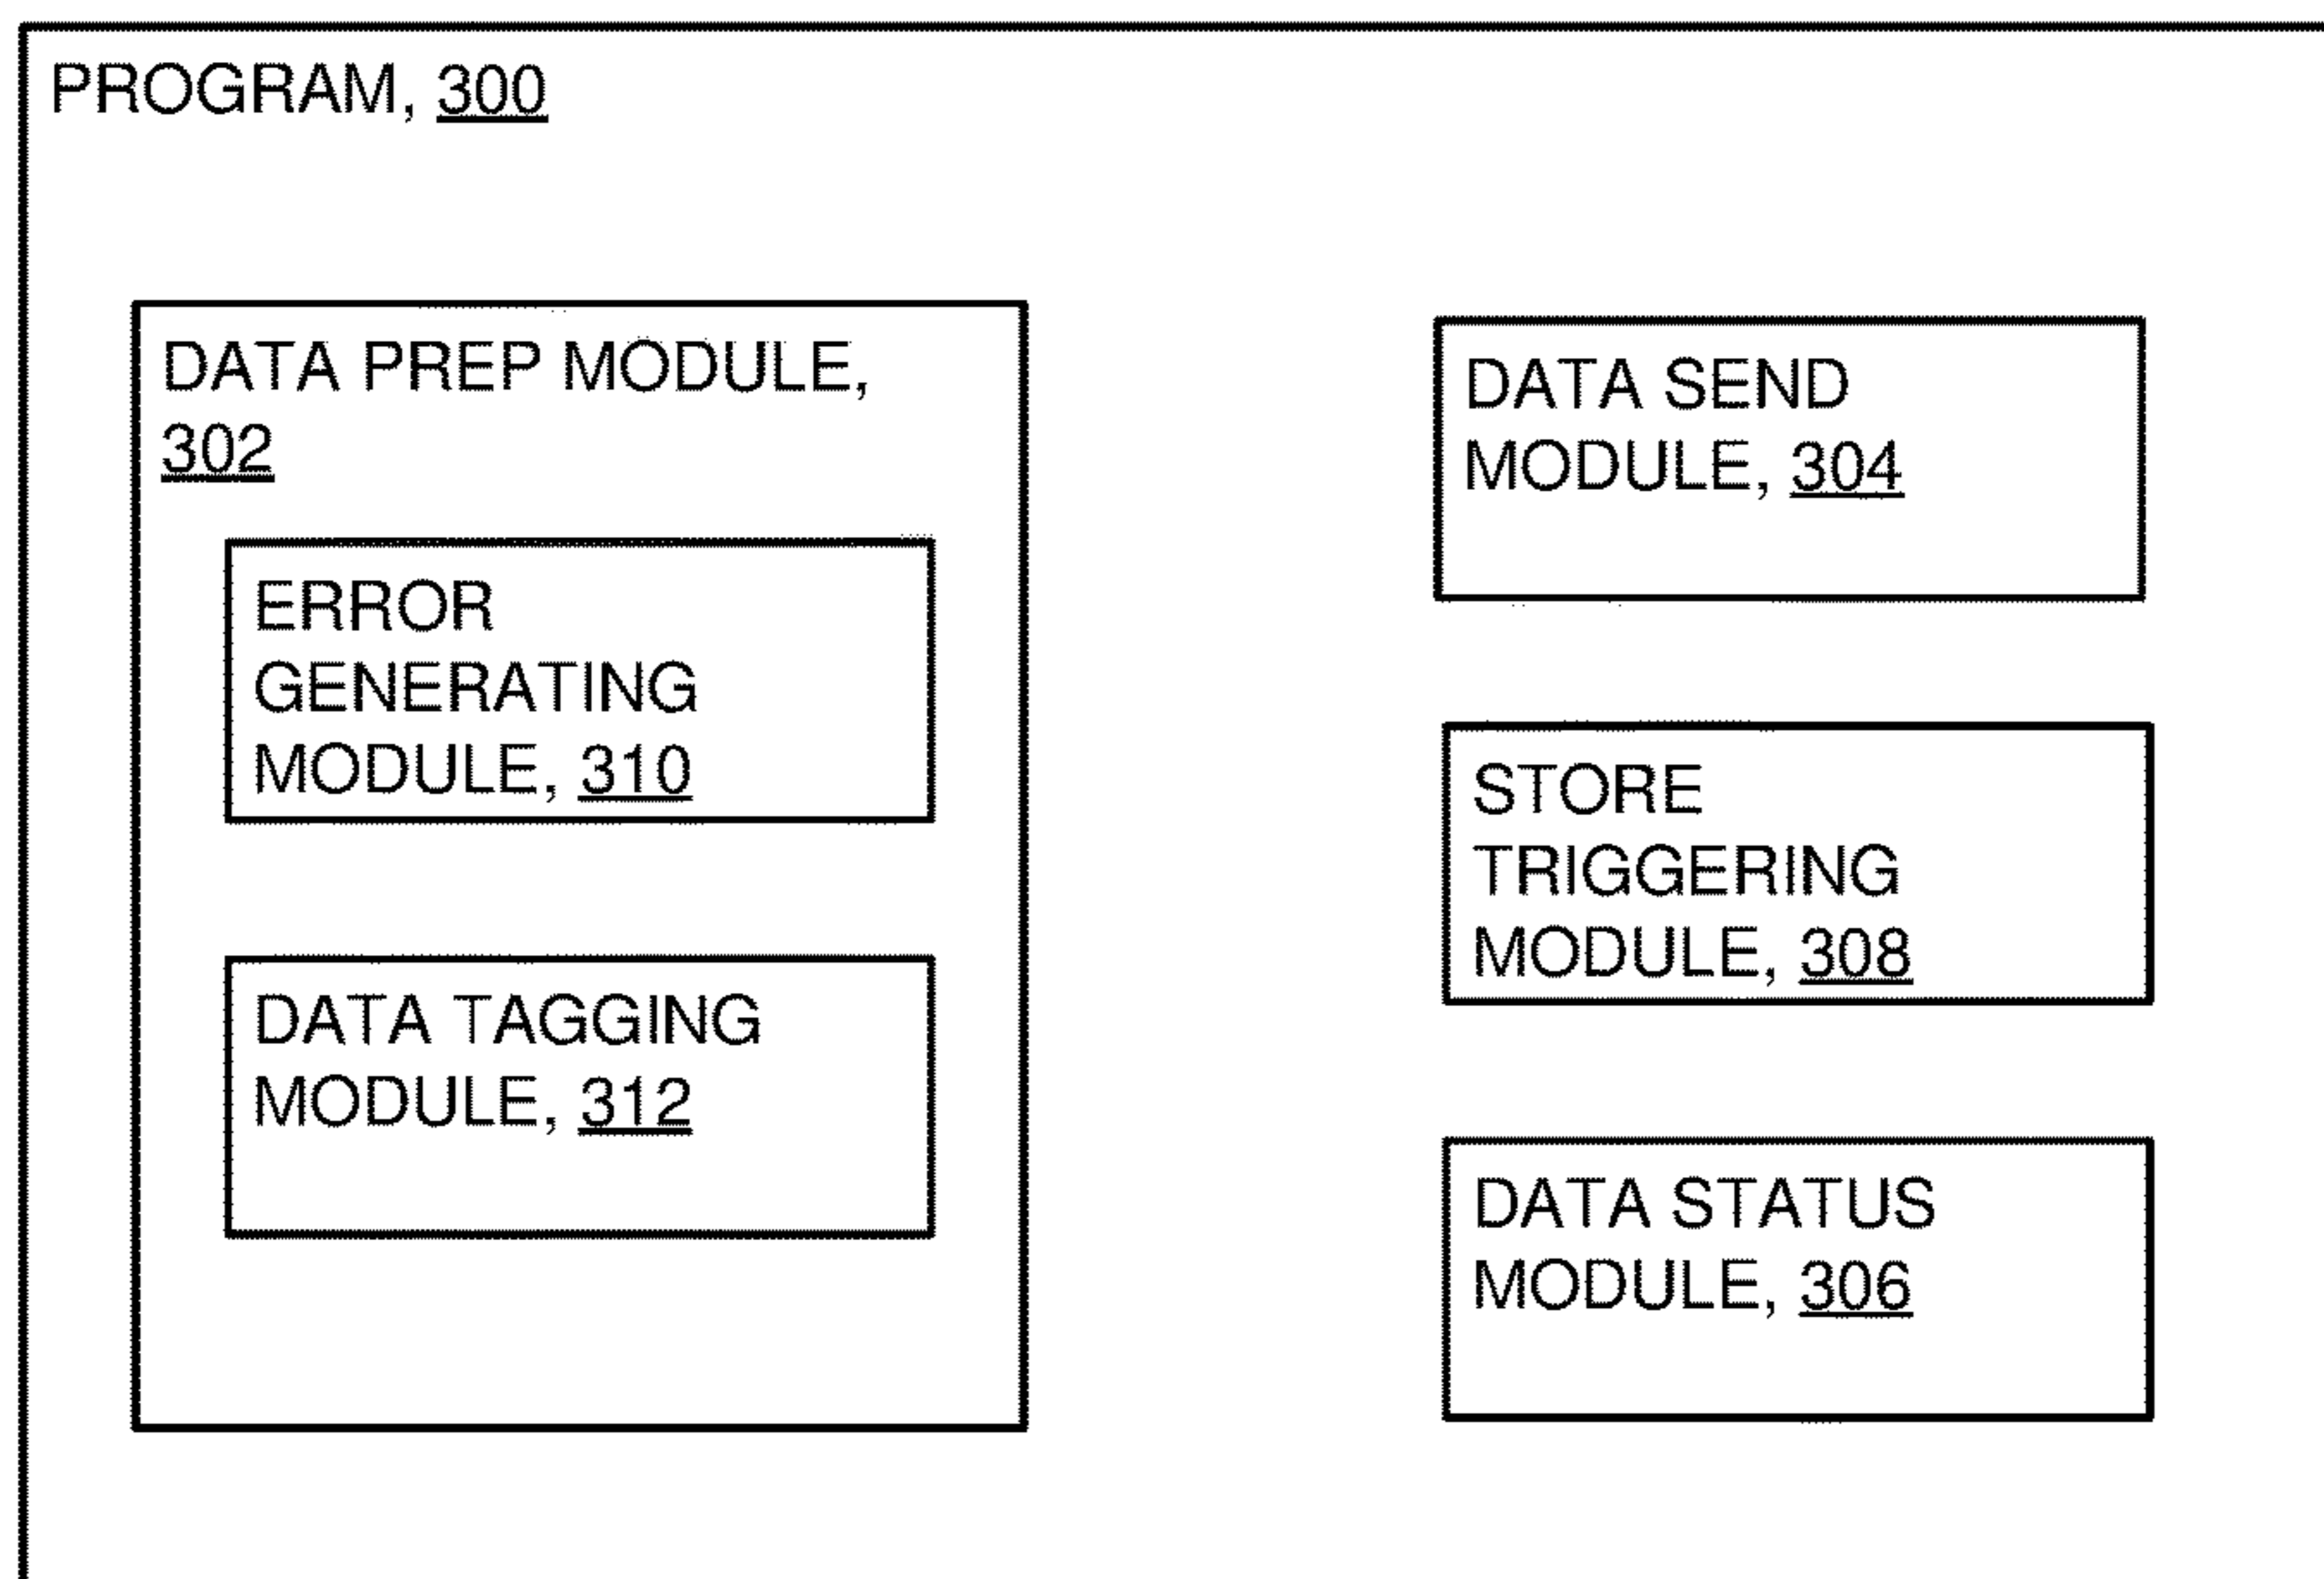 PROGRAM, 300
DATA PREP MODULE,
302
ERROR
GENERATING
MODULE, 310
DATA TAGGING
MODULE, 312
DATA SEND
MODULE, 304
STORE
TRIGGERING
MODULE, 308
DATA STATUS
MODULE, 306